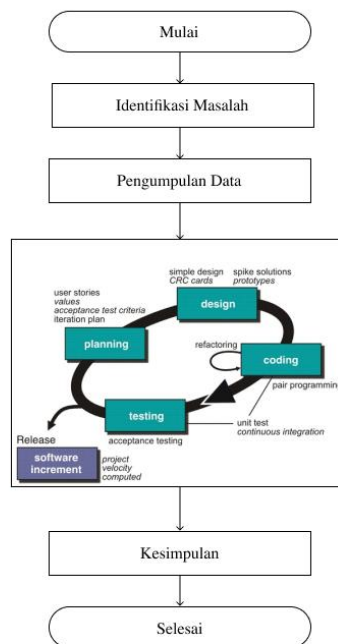 Mulai
Identifikasi Masalah
Pengumpulan Data
simple design
CRC cards
spike solutions
prototypes
user stories
values
acceptance test criteria
iteration plan
design
planning
refactoring
coding
pair programming
testing
unit test
continuous integration
acceptance testing
Release
software
increment
project
velocity
computed
Kesimpulan
Selesai